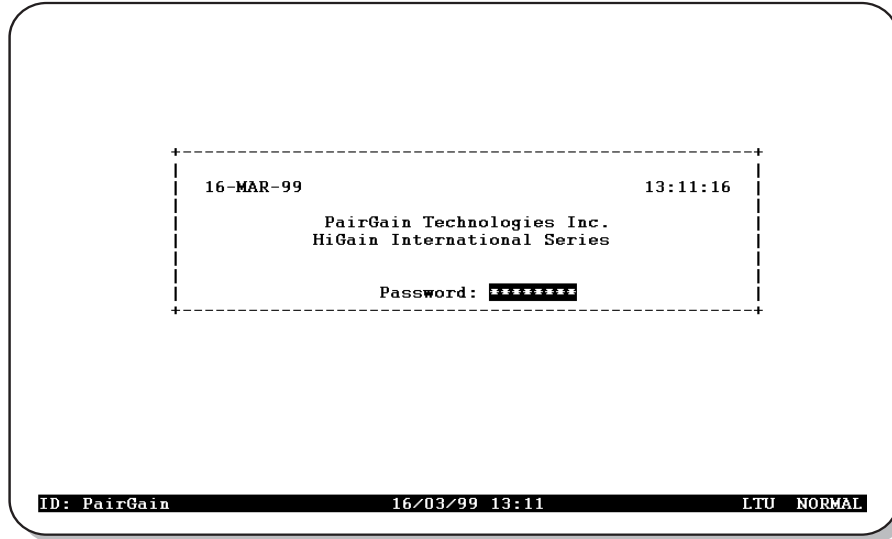 16-MAR-99 13:11:16
PairGain Technologies Inc.
HiGain International Series
Password: ********
ID: PairGain 16/03/99 13:11 LTU NORMAL